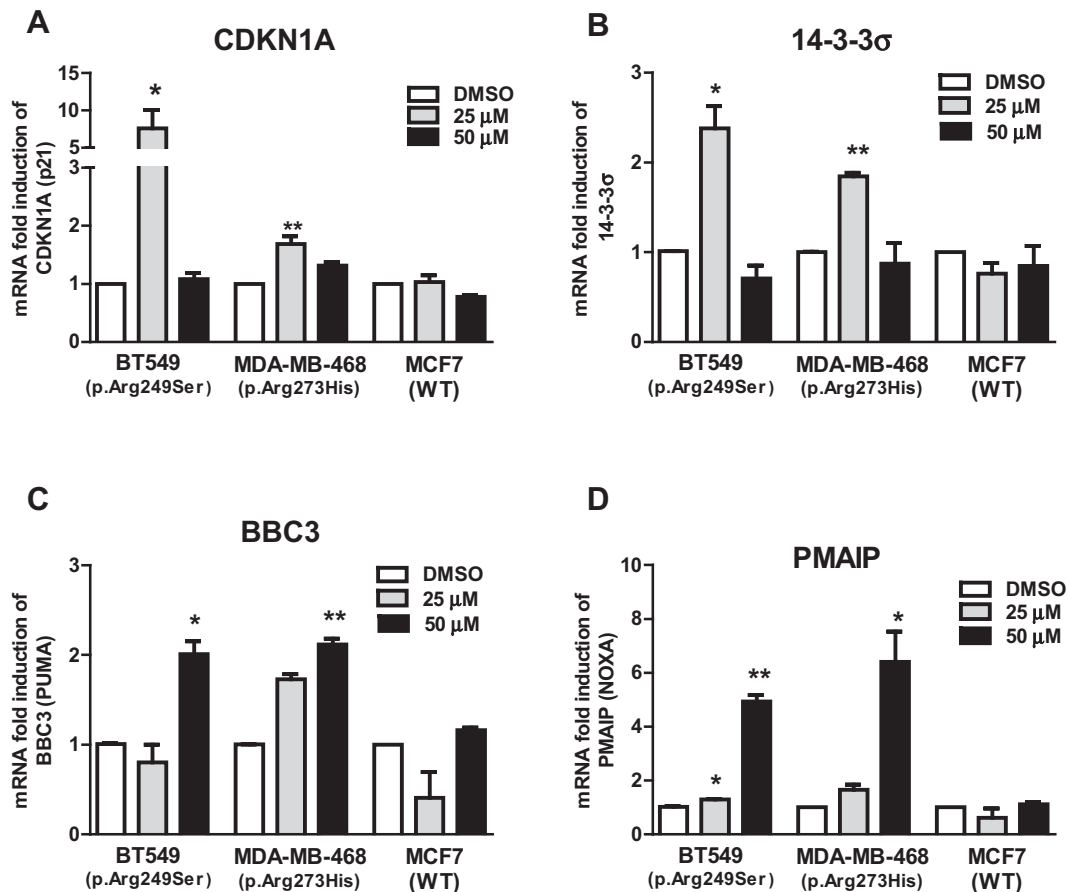 A
CDKN1A
mRNA fold induction of
CDKN1A (p21)
15
10
5
3
2
1
0
*
**
DMSO
25 µM
50 µM
BT549
(p.Arg249Ser)
MDA-MB-468
(p.Arg273His)
MCF7
(WT)
B
14-3-3σ
mRNA fold induction of
14-3-3σ
3
2
1
0
*
**
DMSO
25 µM
50 µM
BT549
(p.Arg249Ser)
MDA-MB-468
(p.Arg273His)
MCF7
(WT)
C
BBC3
mRNA fold induction of
BBC3 (PUMA)
3
2
1
0
*
**
DMSO
25 µM
50 µM
BT549
(p.Arg249Ser)
MDA-MB-468
(p.Arg273His)
MCF7
(WT)
D
PMAIP
mRNA fold induction of
PMAIP (NOXA)
10
8
6
4
2
0
*
**
*
DMSO
25 µM
50 µM
BT549
(p.Arg249Ser)
MDA-MB-468
(p.Arg273His)
MCF7
(WT)